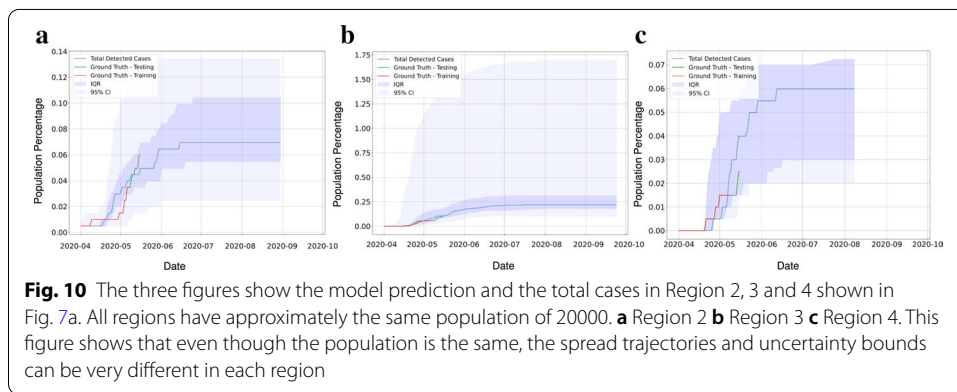 a
0.14
0.12
0.10
0.08
0.06
0.04
0.02
0.00
Population Percentage
Total Detected Cases
Ground Truth - Testing
Ground Truth - Training
IQR
95% CI
2020-04 2020-05 2020-06 2020-07 2020-08 2020-09 2020-10
Date
b
1.75
1.50
1.25
1.00
0.75
0.50
0.25
0.00
Population Percentage
Total Detected Cases
Ground Truth - Testing
Ground Truth - Training
IQR
95% CI
2020-04 2020-05 2020-06 2020-07 2020-08 2020-09 2020-10
Date
c
0.07
0.06
0.05
0.04
0.03
0.02
0.01
0.00
Population Percentage
Total Detected Cases
Ground Truth - Testing
Ground Truth - Training
IQR
95% CI
2020-04 2020-05 2020-06 2020-07 2020-08 2020-09 2020-10
Date
Fig. 10 The three figures show the model prediction and the total cases in Region 2, 3 and 4 shown in
Fig. 7a. All regions have approximately the same population of 20000. a Region 2 b Region 3 c Region 4. This
figure shows that even though the population is the same, the spread trajectories and uncertainty bounds
can be very different in each region